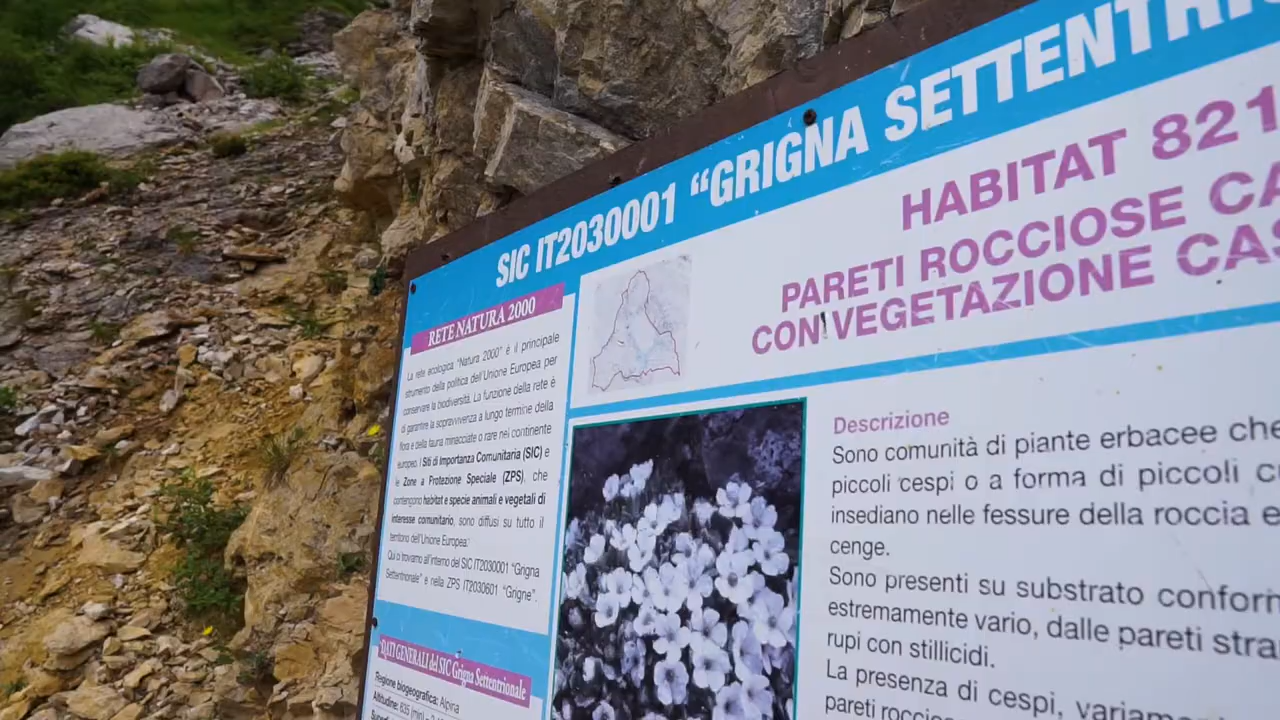 SIC IT2030001 “GRIGNA SETTENTRI
HABITAT 821
PARETI ROCCIOSE CA
CON VEGETAZIONE CAS
RETE NATURA 2000
La rete ecologica “Natura 2000” è il principale
strumento della politica dell'Unione Europea per
conservare la biodiversità. La funzione della rete è
di garantire la sopravvivenza a lungo termine della
flora e della fauna minacciate o rare nel continente
europeo. I Siti di Importanza Comunitaria (SIC) e
le Zone a Protezione Speciale (ZPS), che
contengono habitat e specie animali e vegetali di
interesse comunitario, sono diffusi su tutto il
territorio dell'Unione Europea.
Qui ci troviamo all'interno del SIC IT2030001 “Grigna
Settentrionale” e nella ZPS IT2030601 “Grigne”.
DATI GENERALI del SIC Grigna Settentrionale
Regione biogeografica: Alpina
Altitudine: 635 (min)
Descrizione
Sono comunità di piante erbacee che
piccoli cespi o a forma di piccoli c
insediano nelle fessure della roccia e
cenge.
Sono presenti su substrato conform
estremamente vario, dalle pareti stra
rupi con stillicidi.
La presenza di cespi, variam
pareti roccios